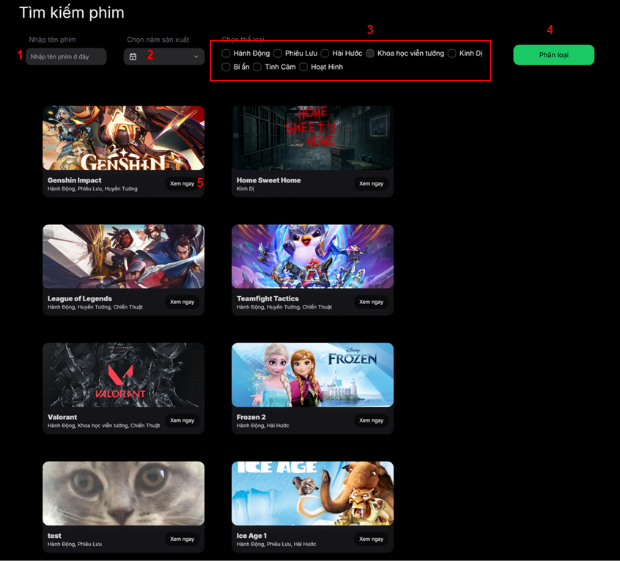 Tìm kiếm phim
3
4
Nhập tên phim
Chọn năm sản xuất
Chọn thể loại
1
Nhập tên phim ở đây
2
Hành Động
Phiêu Lưu
Hài Hước
Khoa học viễn tưởng
Kinh Dị
Bí ẩn
Tình Cảm
Hoạt Hình
Phân loại
GENSHIN
HOME
SWEET
HOME
Genshin Impact
Hành Động, Phiêu Lưu, Huyền Tưởng
Xem ngay
5
Home Sweet Home
Kinh Dị
Xem ngay
League of Legends
Hành Động, Huyền Tưởng, Chiến Thuật
Xem ngay
Teamfight Tactics
Hành Động, Huyền Tưởng, Chiến Thuật
Xem ngay
VALORANT
Disney
FROZEN
Valorant
Hành Động, Khoa học viễn tưởng, Chiến Thuật
Xem ngay
Frozen 2
Hành Động, Hài Hước
Xem ngay
ICE AGE
test
Hành Động, Phiêu Lưu
Xem ngay
Ice Age 1
Hành Động, Phiêu Lưu, Hài Hước
Xem ngay